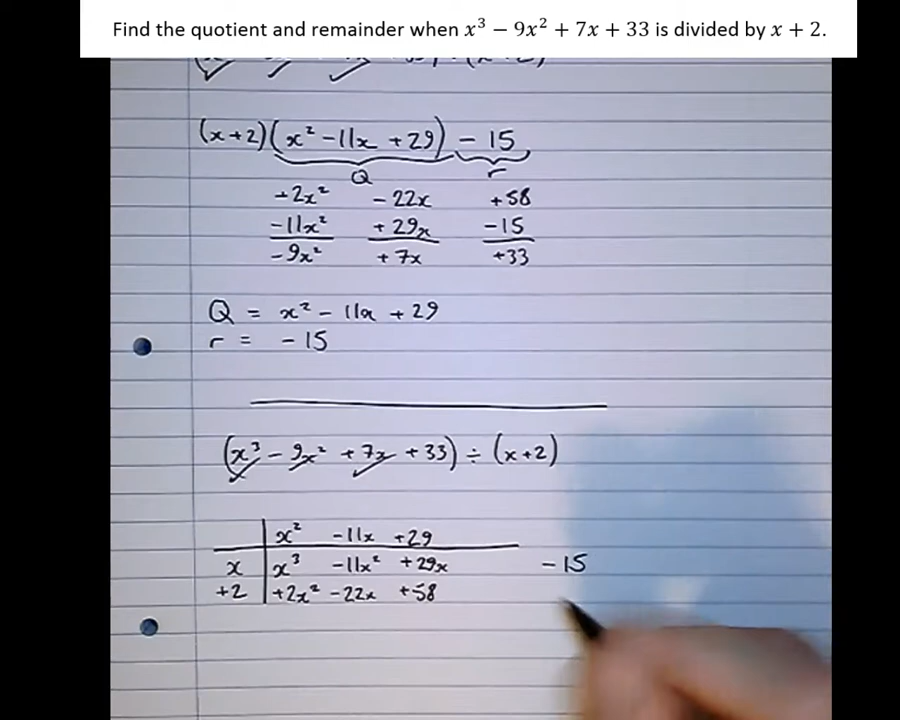 Find the quotient and remainder when x³ − 9x² + 7x + 33 is divided by x + 2.
(x+2)(x² -11x +29) - 15
Q r
+2x² - 22x +58
-11x² + 29x -15
-9x² +7x +33
Q = x² - 11x + 29
r = - 15
(x³ - 9x² + 7x + 33) ÷ (x+2)
x² -11x +29
x x³ -11x² +29x -15
+2 +2x² -22x +58